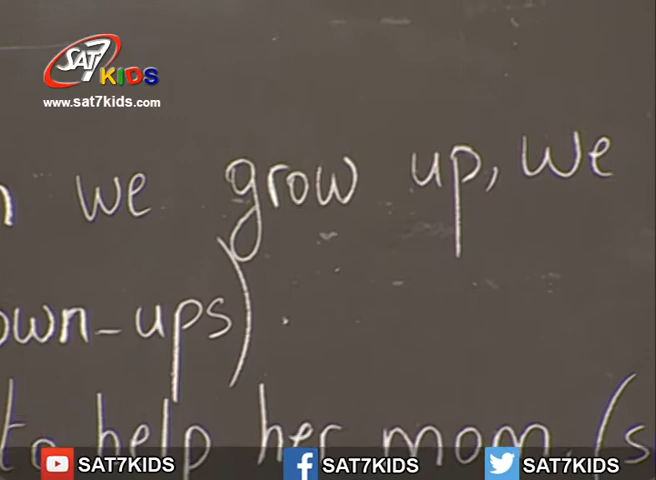 SAT7
KIDS
www.sat7kids.com
we grow up, we
own-ups)
to help her mom. (s
SAT7KIDS SAT7KIDS SAT7KIDS